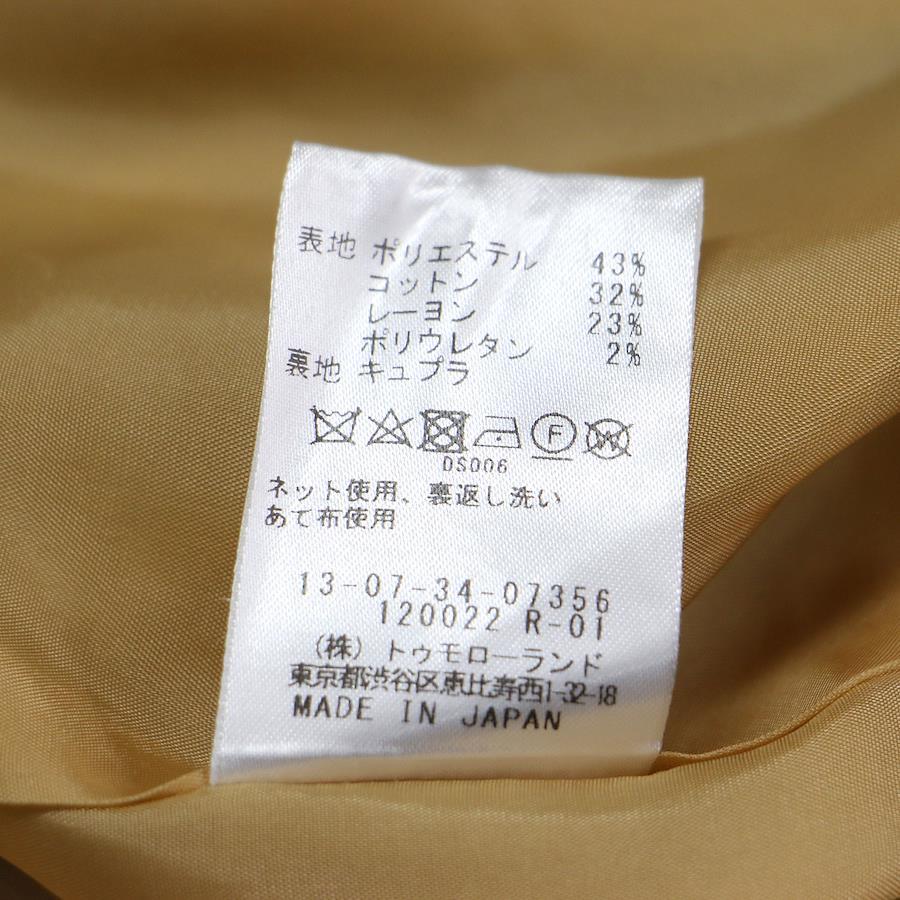 表地 ポリエステル 43%
コットン 32%
レーヨン 23%
ポリウレタン 2%
裏地 キュプラ
F W
DS006
ネット使用、裏返し洗い
あて布使用
13-07-34-07356
120022 R-01
(株) トゥモローランド
東京都渋谷区恵比寿西1-32-18
MADE IN JAPAN